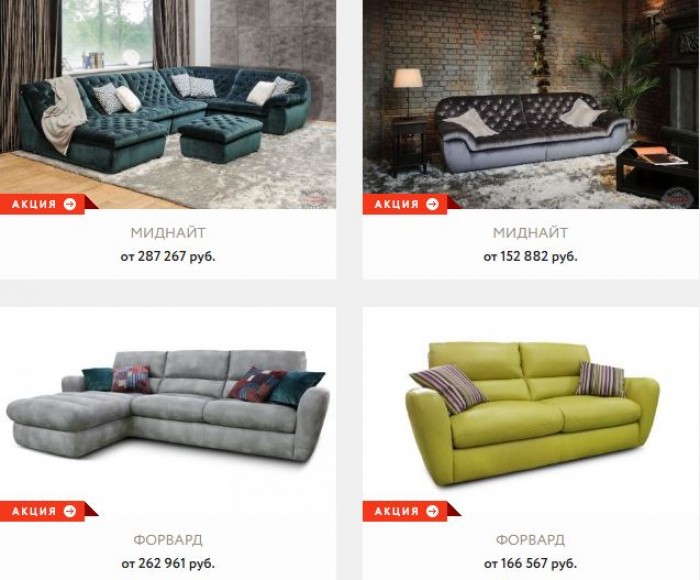 АКЦИЯ
АКЦИЯ
МИДНАЙТ
МИДНАЙТ
от 287 267 руб.
от 152 882 руб.
АКЦИЯ
АКЦИЯ
ФОРВАРД
ФОРВАРД
от 262 961 руб.
от 166 567 руб.